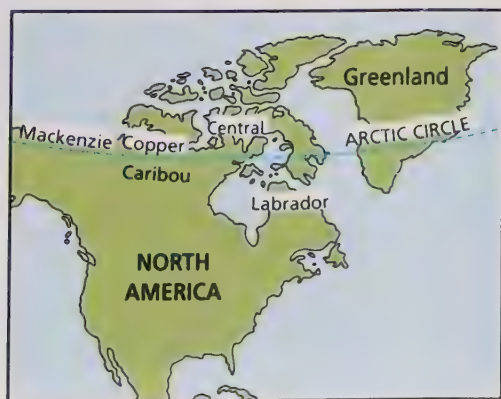 Greenland
Central
Mackenzie Copper
ARCTIC CIRCLE
Caribou
Labrador
NORTH
AMERICA